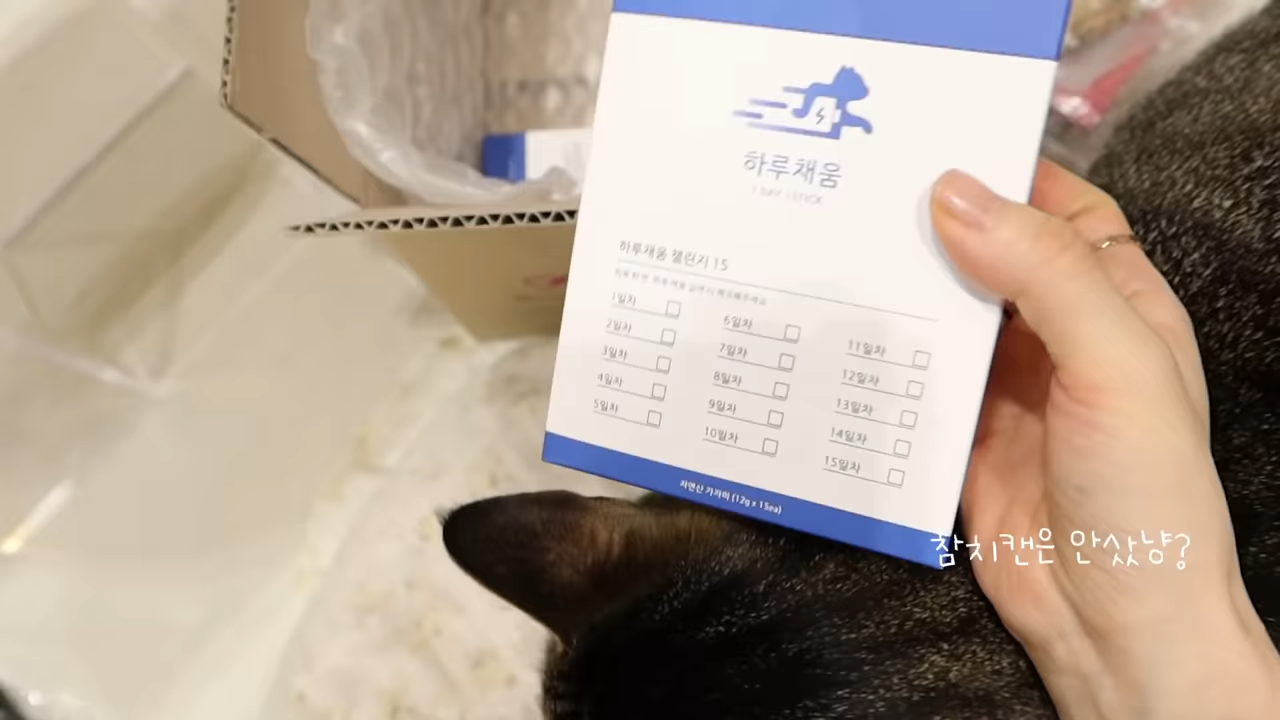 하루채움
1 DAY 1 STICK
하루채움 챌린지 15
1일차
2일차
3일차
4일차
5일차
6일차
7일차
8일차
9일차
10일차
11일차
12일차
13일차
14일차
15일차
자연산 가자미 (12g x 15ea)
참치캔은 안샀냥?